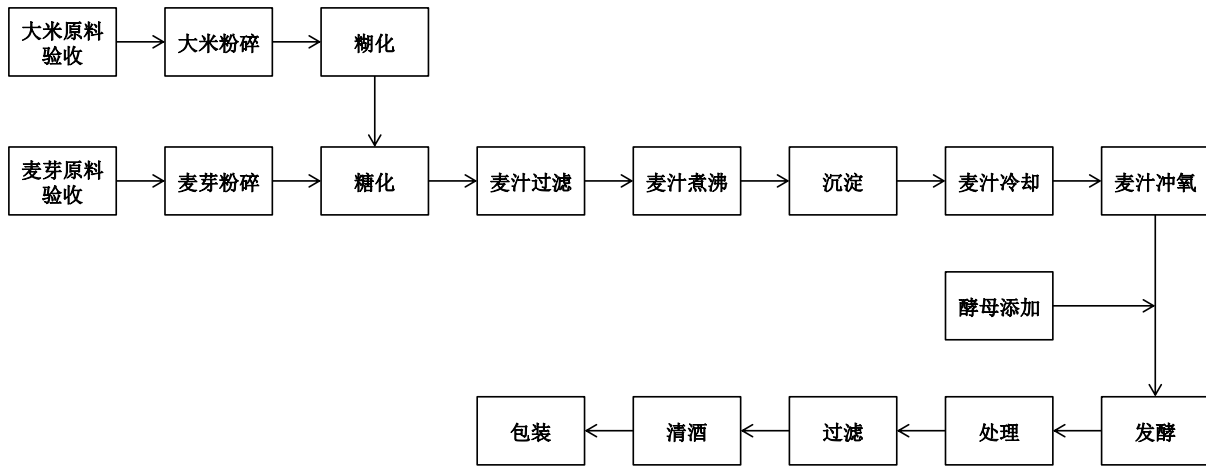 大米原料
验收
大米粉碎
糊化
麦芽原料
验收
麦芽粉碎
糖化
麦汁过滤
麦汁煮沸
沉淀
麦汁冷却
麦汁冲氧
酵母添加
包装
清酒
过滤
处理
发酵